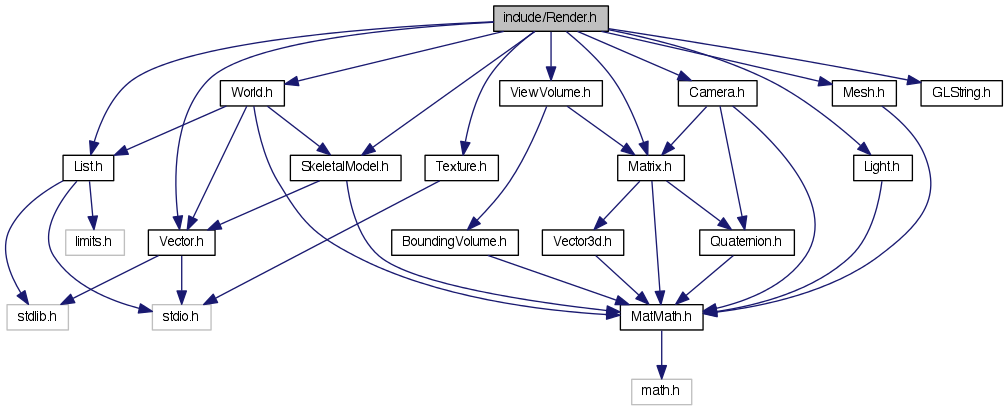 include/Render.h
World.h
ViewVolume.h
Camera.h
Mesh.h
GLString.h
List.h
SkeletalModel.h
Texture.h
Matrix.h
Light.h
limits.h
Vector.h
BoundingVolume.h
Vector3d.h
Quaternion.h
stdlib.h
stdio.h
MatMath.h
math.h